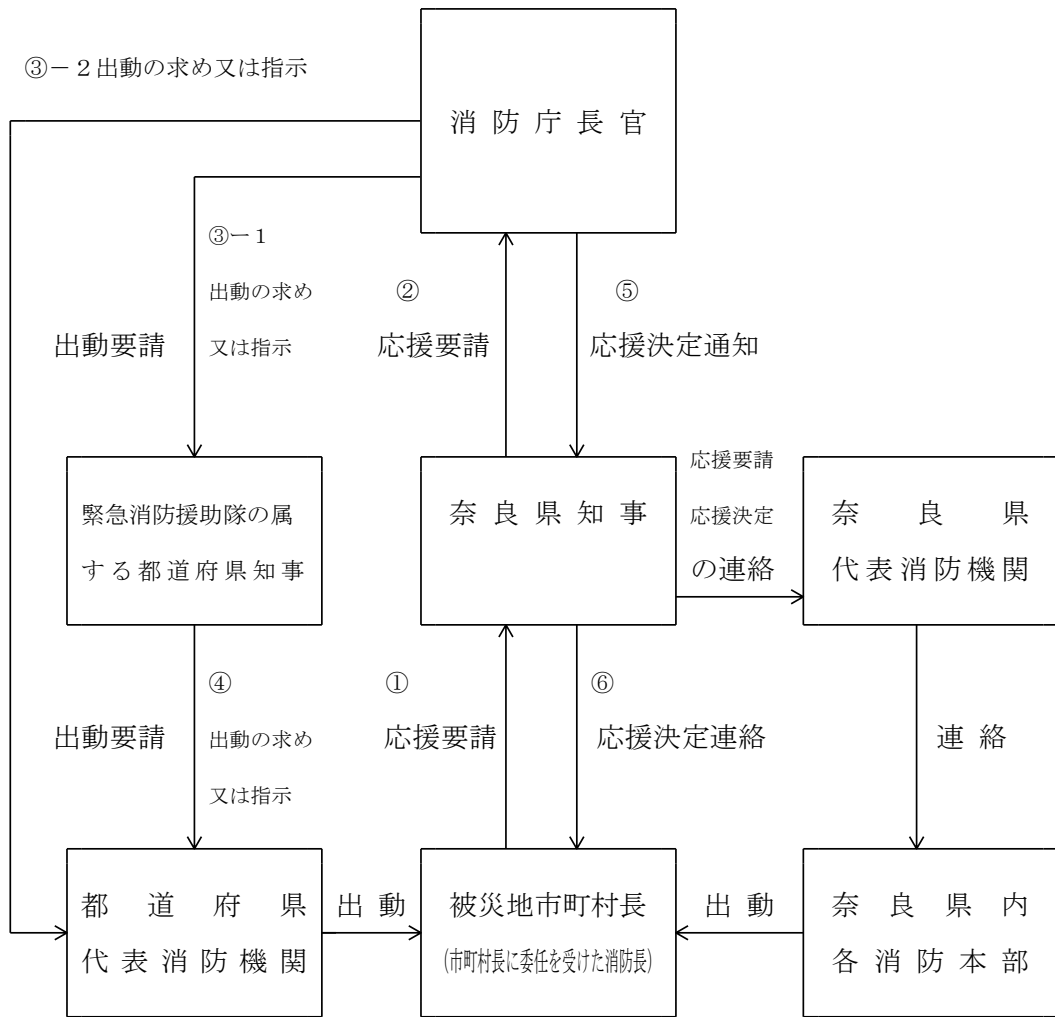 ③－２出動の求め又は指示
消防庁長官
③ー１
出動の求め
又は指示
出動要請
②
応援要請
⑤
応援決定通知
緊急消防援助隊の属
する都道府県知事
奈良県知事
応援要請
応援決定
の連絡
奈良県
代表消防機関
④
出動の求め
又は指示
出動要請
①
応援要請
⑥
応援決定連絡
連絡
都道府県
代表消防機関
出動
被災地市町村長
(市町村長に委任を受けた消防長)
出動
奈良県内
各消防本部